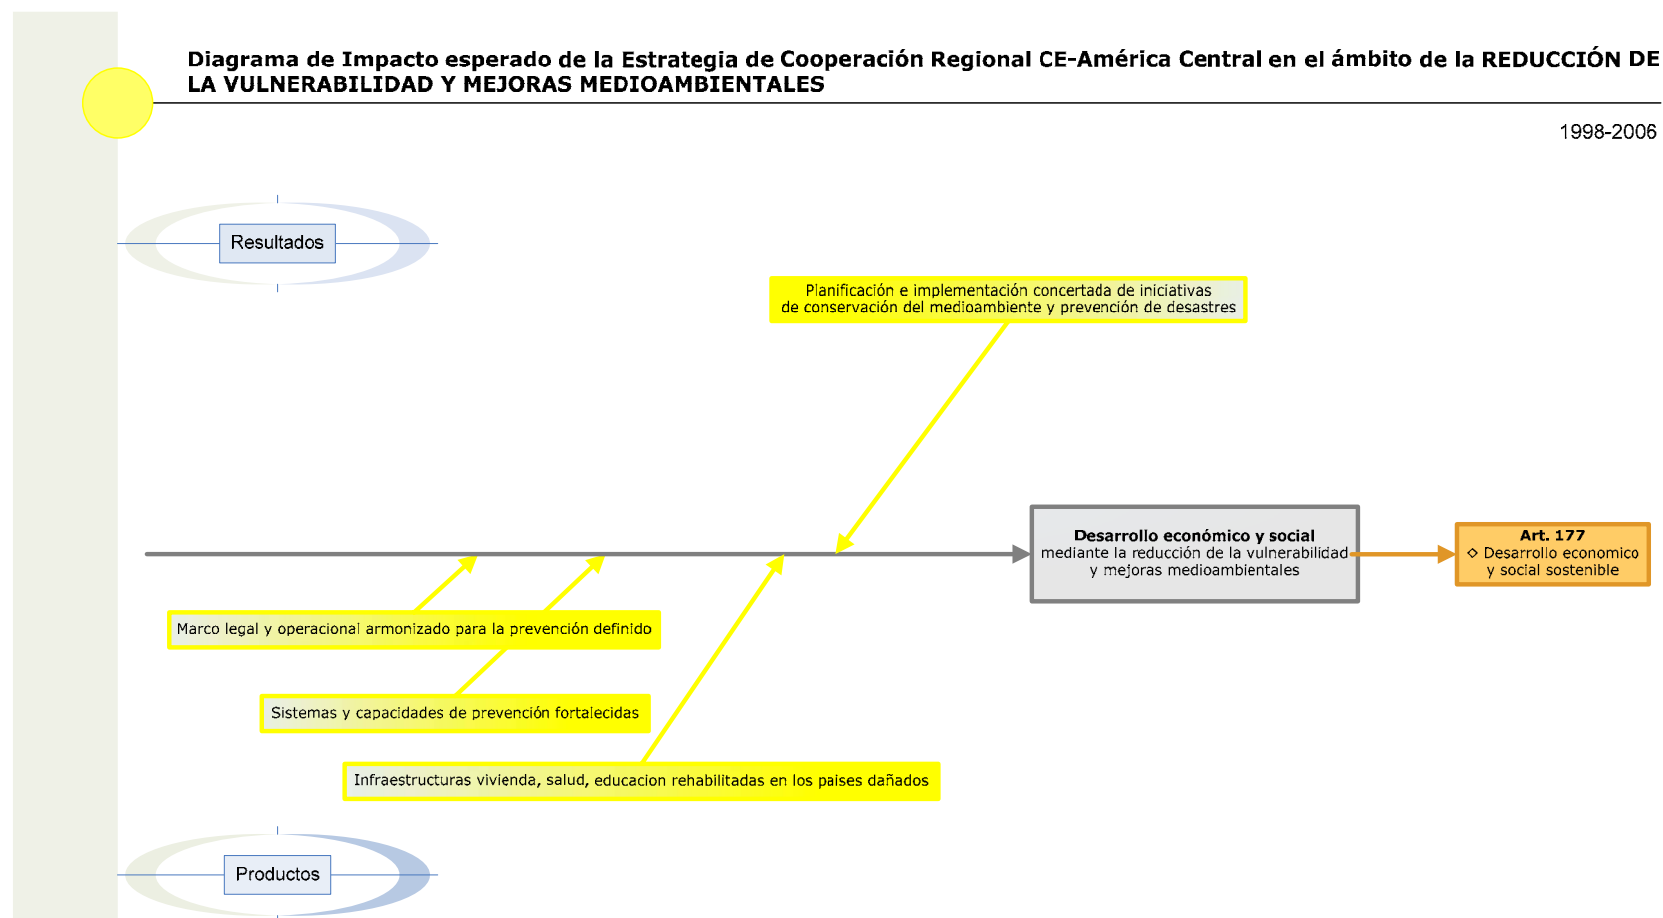 Diagrama de Impacto esperado de la Estrategia de Cooperación Regional CE-América Central en el ámbito de la REDUCCIÓN DE
LA VULNERABILIDAD Y MEJORAS MEDIOAMBIENTALES
1998-2006
Resultados
Planificación e implementación concertada de iniciativas
de conservación del medioambiente y prevención de desastres
Desarrollo económico y social
mediante la reducción de la vulnerabilidad
y mejoras medioambientales
Art. 177
◇ Desarrollo economico
y social sostenible
Marco legal y operacional armonizado para la prevención definido
Sistemas y capacidades de prevención fortalecidas
Infraestructuras vivienda, salud, educacion rehabilitadas en los paises dañados
Productos